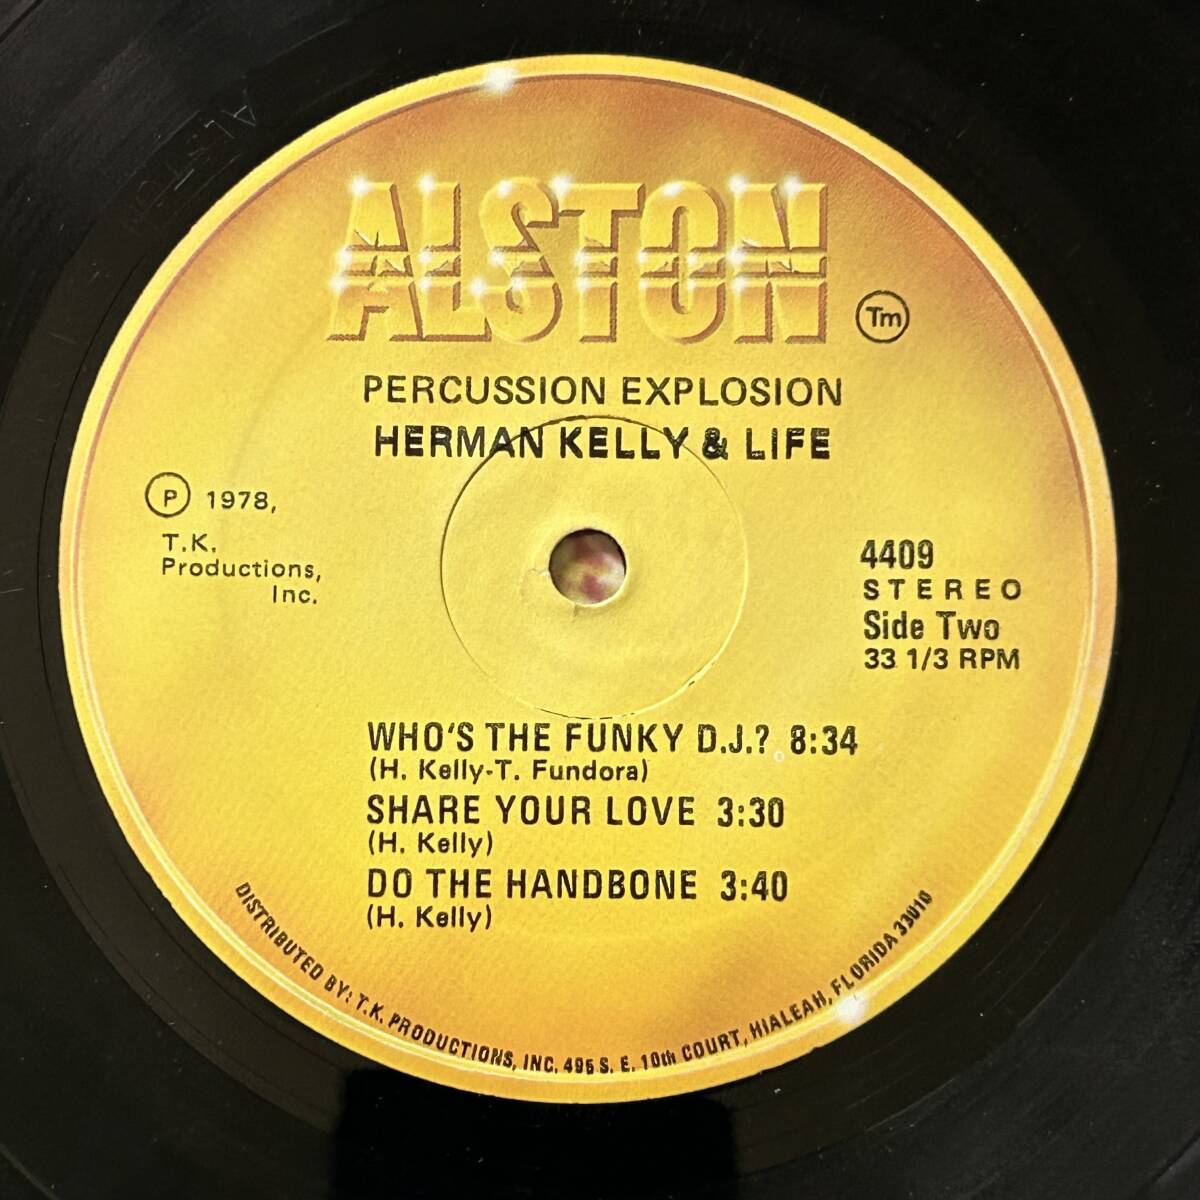 ALSTON
Tm
PERCUSSION EXPLOSION
HERMAN KELLY & LIFE
P 1978,
T.K.
Productions,
Inc.
4409
STEREO
Side Two
33 1/3 RPM
WHO'S THE FUNKY D.J.? 8:34
(H. Kelly-T. Fundora)
SHARE YOUR LOVE 3:30
(H. Kelly)
DO THE HANDBONE 3:40
(H. Kelly)
DISTRIBUTED BY: T.K. PRODUCTIONS, INC. 495 S. E. 10th COURT, HIALEAH, FLORIDA 33010